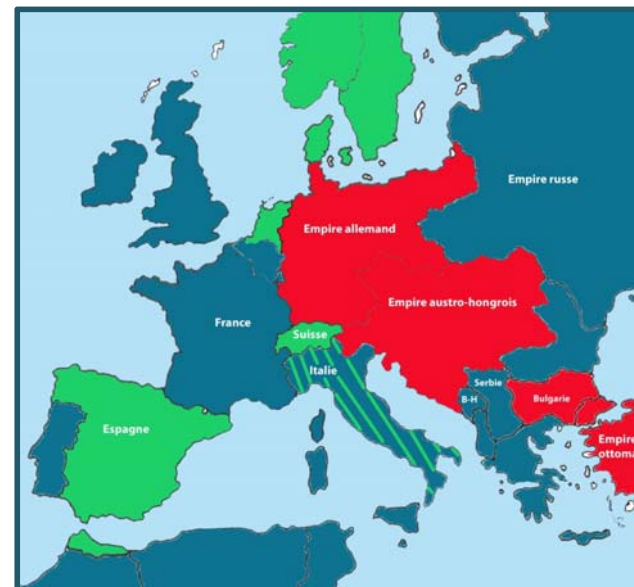 Empire russe
Empire allemand
Empire austro-hongrois
France
Suisse
Italie
Serbie
B-H
Bulgarie
Espagne
Empire
ottoma